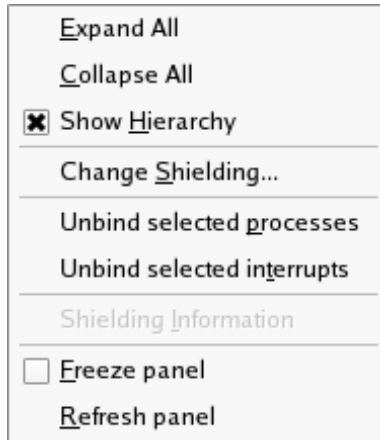 Expand All
Collapse All
Show Hierarchy
Change Shielding...
Unbind selected processes
Unbind selected interrupts
Shielding Information
Freeze panel
Refresh panel